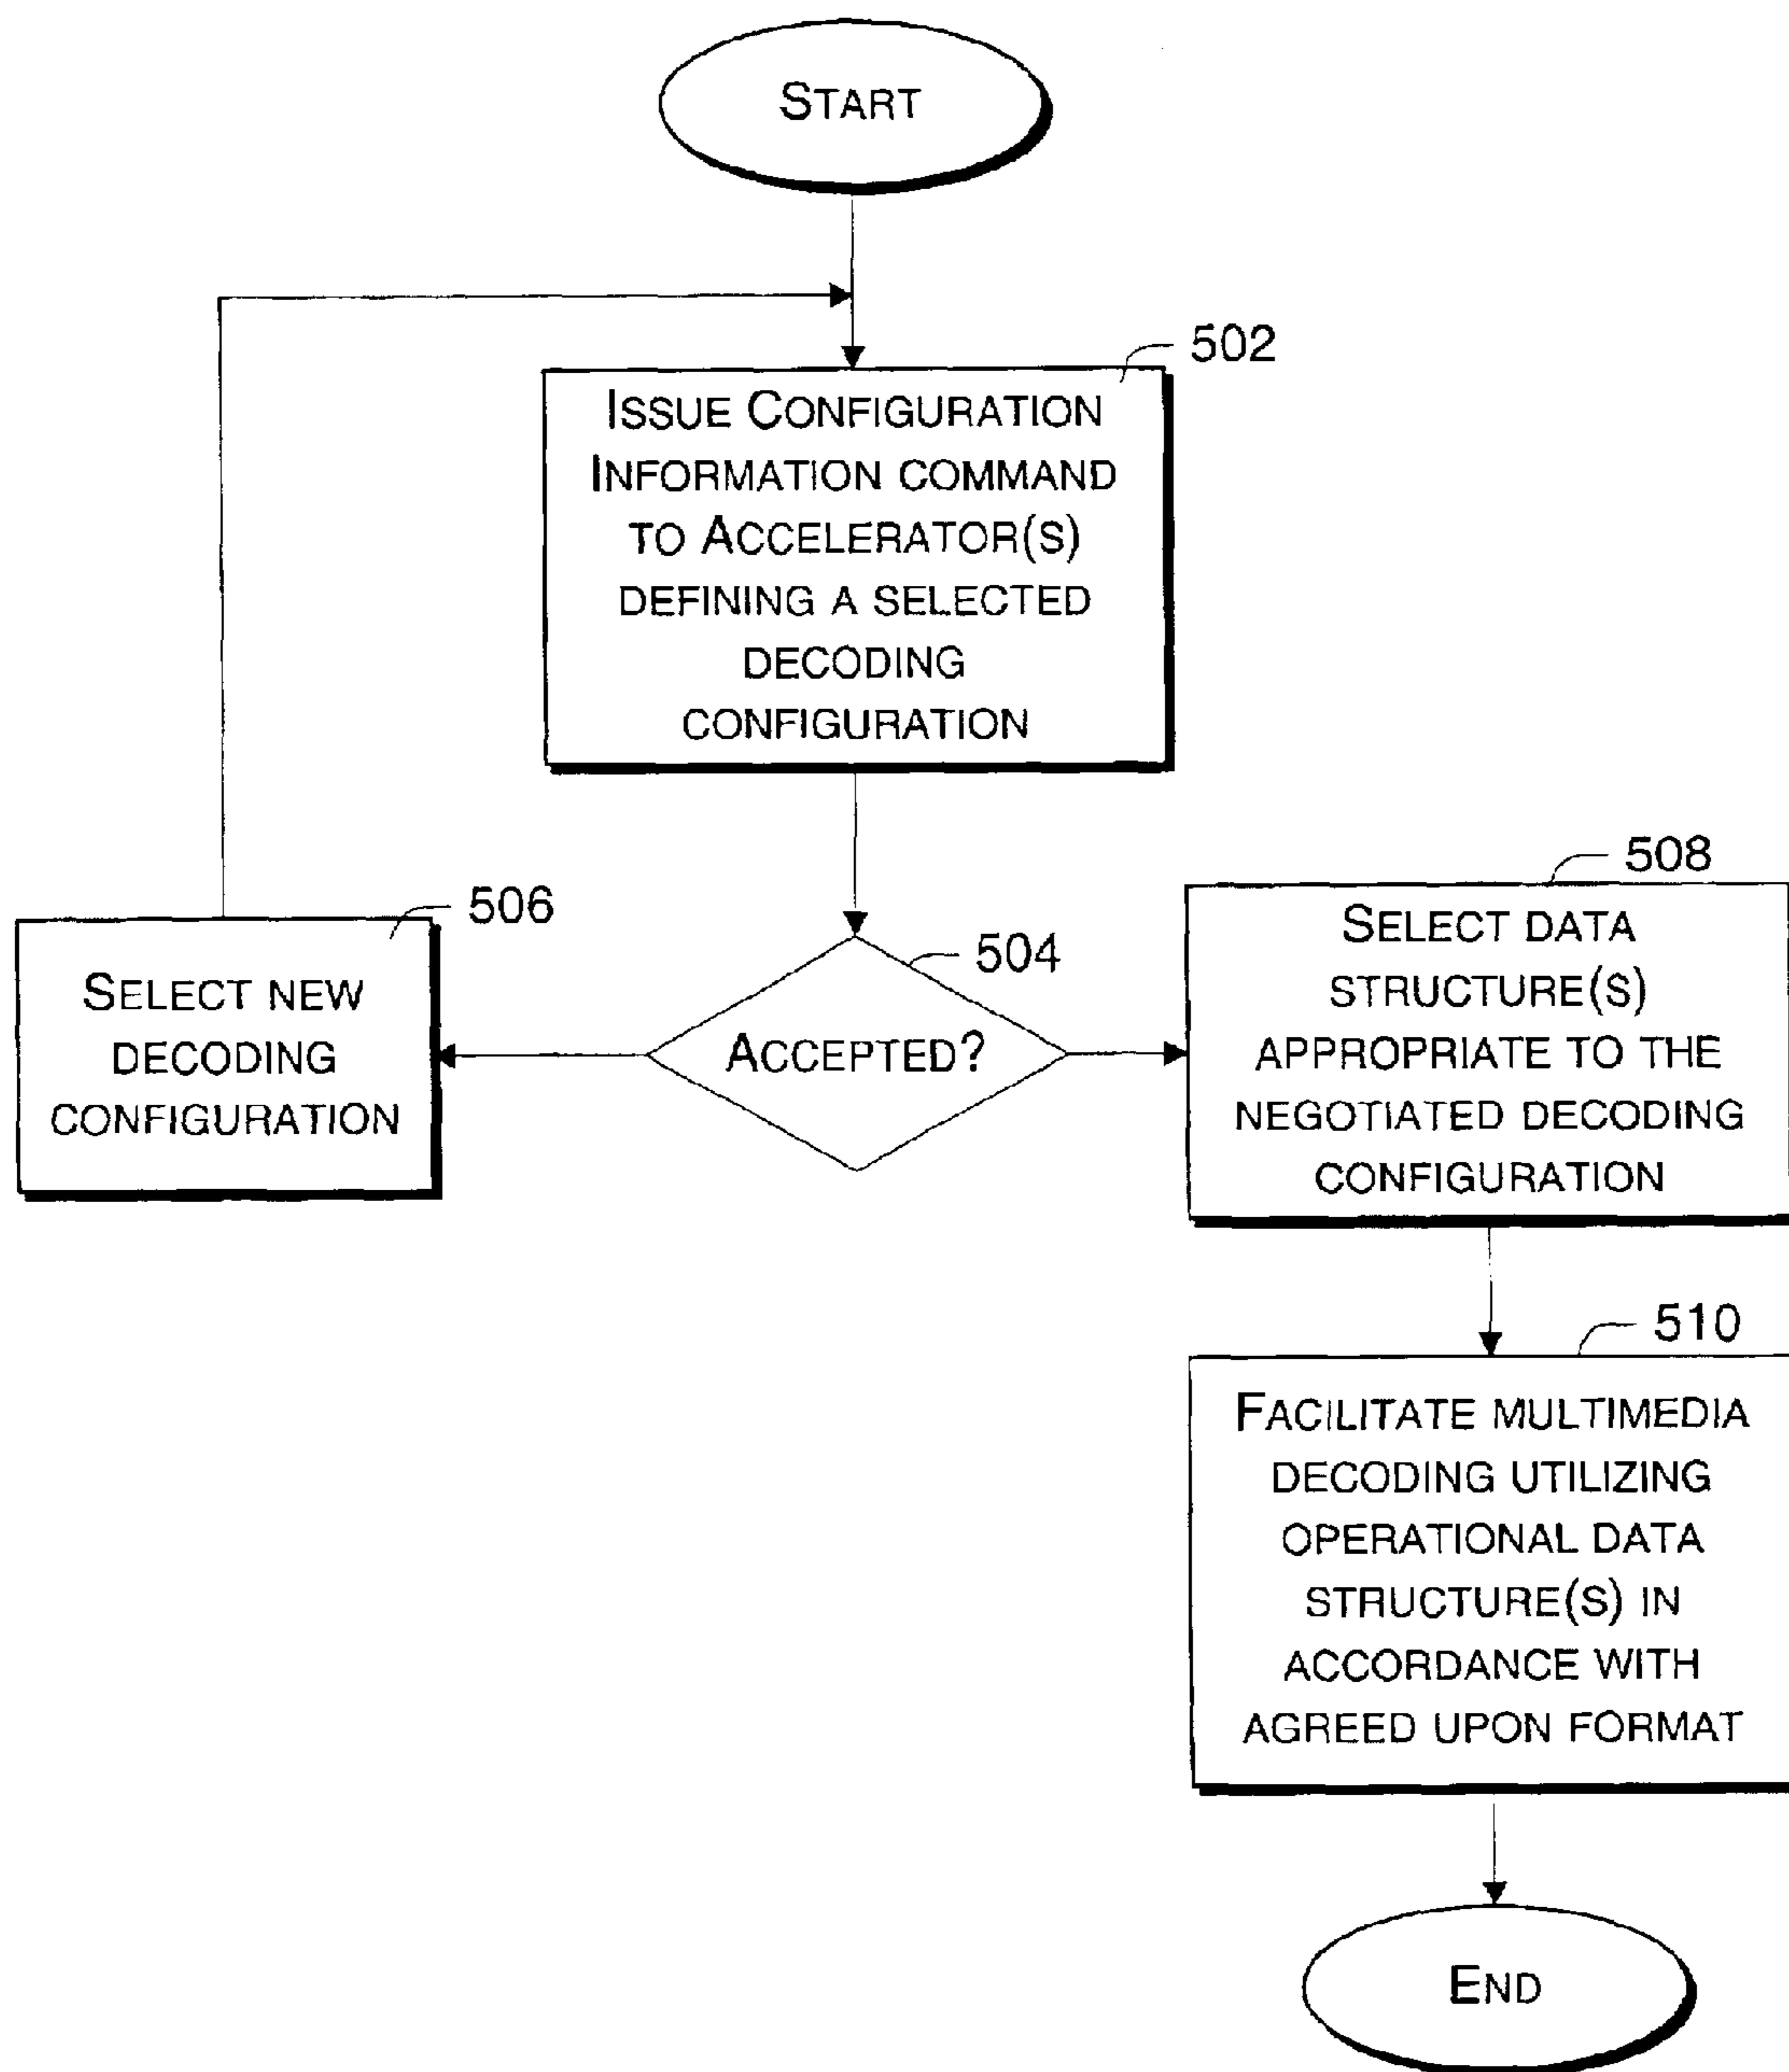 START
502
ISSUE CONFIGURATION
INFORMATION COMMAND
TO ACCELERATOR(S)
DEFINING A SELECTED
DECODING
CONFIGURATION
504
ACCEPTED?
506
SELECT NEW
DECODING
CONFIGURATION
508
SELECT DATA
STRUCTURE(S)
APPROPRIATE TO THE
NEGOTIATED DECODING
CONFIGURATION
510
FACILITATE MULTIMEDIA
DECODING UTILIZING
OPERATIONAL DATA
STRUCTURE(S) IN
ACCORDANCE WITH
AGREED UPON FORMAT
END